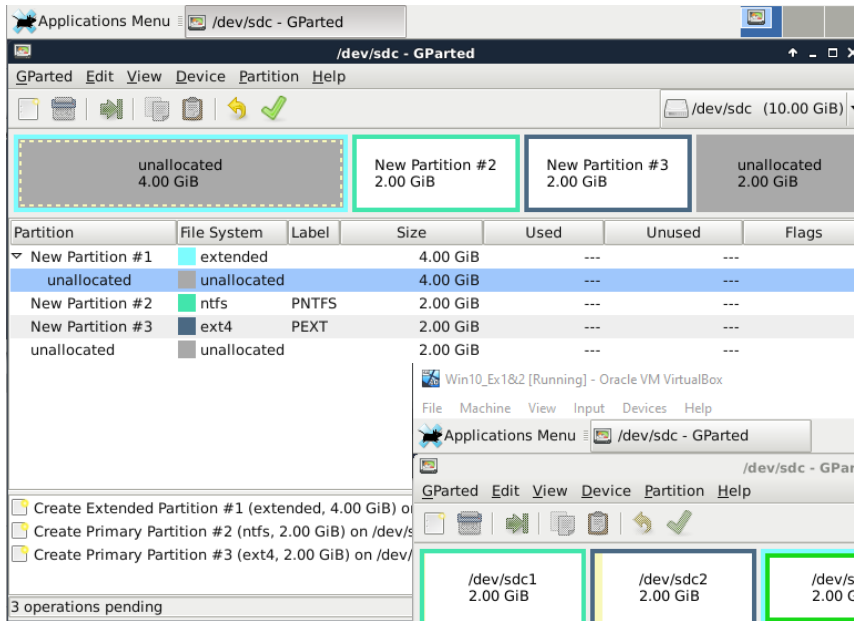 Applications Menu /dev/sdc - GParted
/dev/sdc - GParted
GParted Edit View Device Partition Help
/dev/sdc (10.00 GiB)
unallocated
4.00 GiB
New Partition #2
2.00 GiB
New Partition #3
2.00 GiB
unallocated
2.00 GiB
Partition File System Label Size Used Unused Flags
New Partition #1 extended 4.00 GiB --- ---
unallocated unallocated 4.00 GiB --- ---
New Partition #2 ntfs PNTFS 2.00 GiB --- ---
New Partition #3 ext4 PEXT 2.00 GiB --- ---
unallocated unallocated 2.00 GiB --- ---
Create Extended Partition #1 (extended, 4.00 GiB)
Create Primary Partition #2 (ntfs, 2.00 GiB) on /dev/s
Create Primary Partition #3 (ext4, 2.00 GiB) on /dev/
3 operations pending
Win10_Ex1&2 [Running] - Oracle VM VirtualBox
File Machine View Input Devices Help
Applications Menu /dev/sdc - GParted
/dev/sdc - GPar
GParted Edit View Device Partition Help
/dev/sdc1
2.00 GiB
/dev/sdc2
2.00 GiB
/dev/s
2.00 G